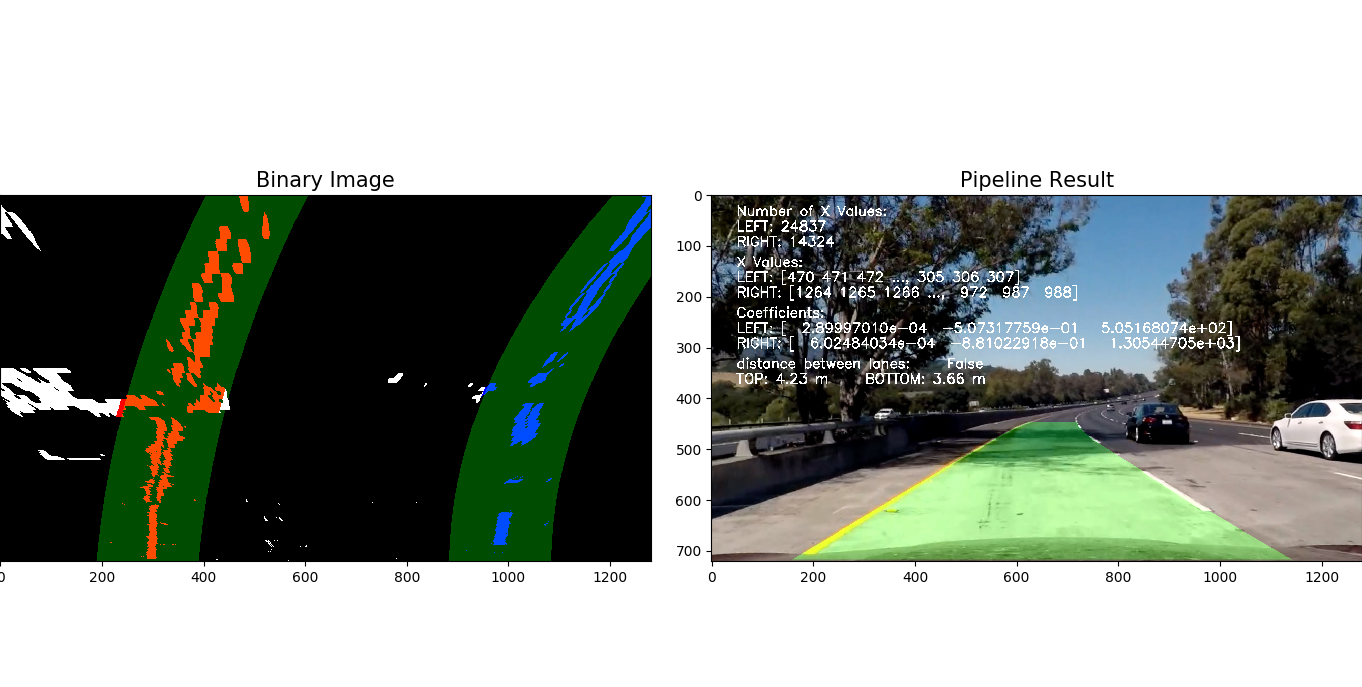 Binary Image
0
200
400
600
800
1000
1200
Pipeline Result
0
100
200
300
400
500
600
700
Number of X Values:
LEFT: 24837
RIGHT: 14324
X Values:
LEFT: [470 471 472 ..., 305 306 307]
RIGHT: [1264 1265 1266 ..., 972 987 988]
Coefficients:
LEFT: [ 2.89997010e-04 -5.07317759e-01 5.05168074e+02]
RIGHT: [ 6.02484034e-04 -8.81022918e-01 1.30544705e+03]
distance between lanes: False
TOP: 4.23 m BOTTOM: 3.66 m
0
200
400
600
800
1000
1200